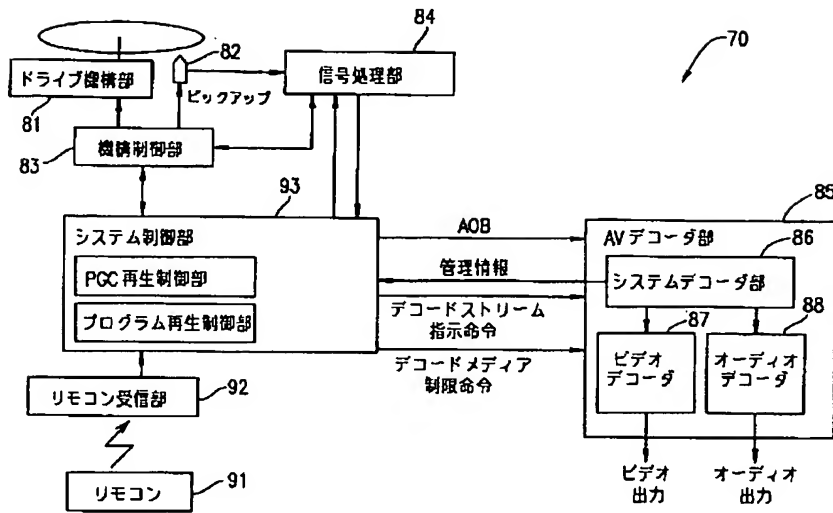 70
82
84
ドライブ機構部
81
ピックアップ
信号処理部
機構制御部
83
93
システム制御部
PGC再生制御部
プログラム再生制御部
AOB
管理情報
デコードストリーム
指示命令
デコードメディア
制限命令
85
AVデコーダ部
86
システムデコーダ部
87
ビデオ
デコーダ
88
オーディオ
デコーダ
ビデオ
出力
オーディオ
出力
リモコン受信部
92
リモコン
91